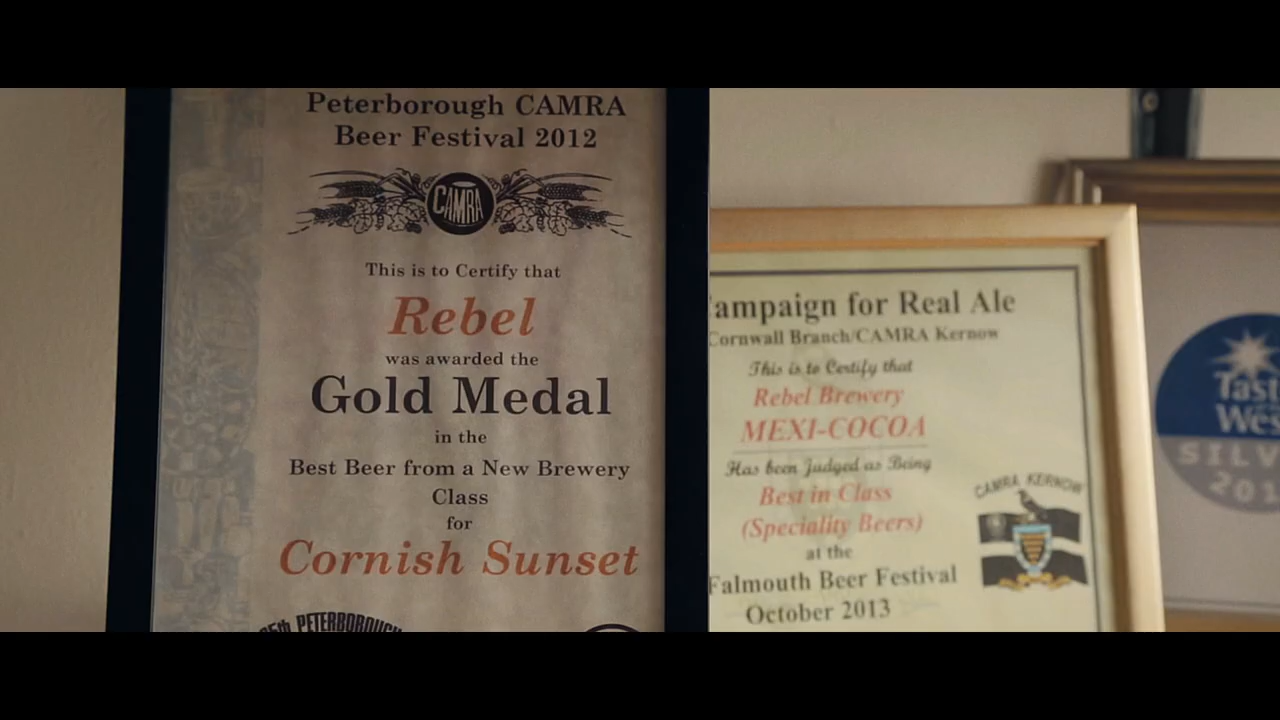 Peterborough CAMRA
Beer Festival 2012
CAMRA
This is to Certify that
Rebel
was awarded the
Gold Medal
in the
Best Beer from a New Brewery
Class
for
Cornish Sunset
PETERBOROUGH
ampaign for Real Ale
Cornwall Branch/CAMRA Kernow
This is to Certify that
Rebel Brewery
MEXI-COCOA
Has been Judged as Being
Best in Class
(Speciality Beers)
at the
Falmouth Beer Festival
October 2013
CAMRA KERNOW
Tast
Wes
SILV
201